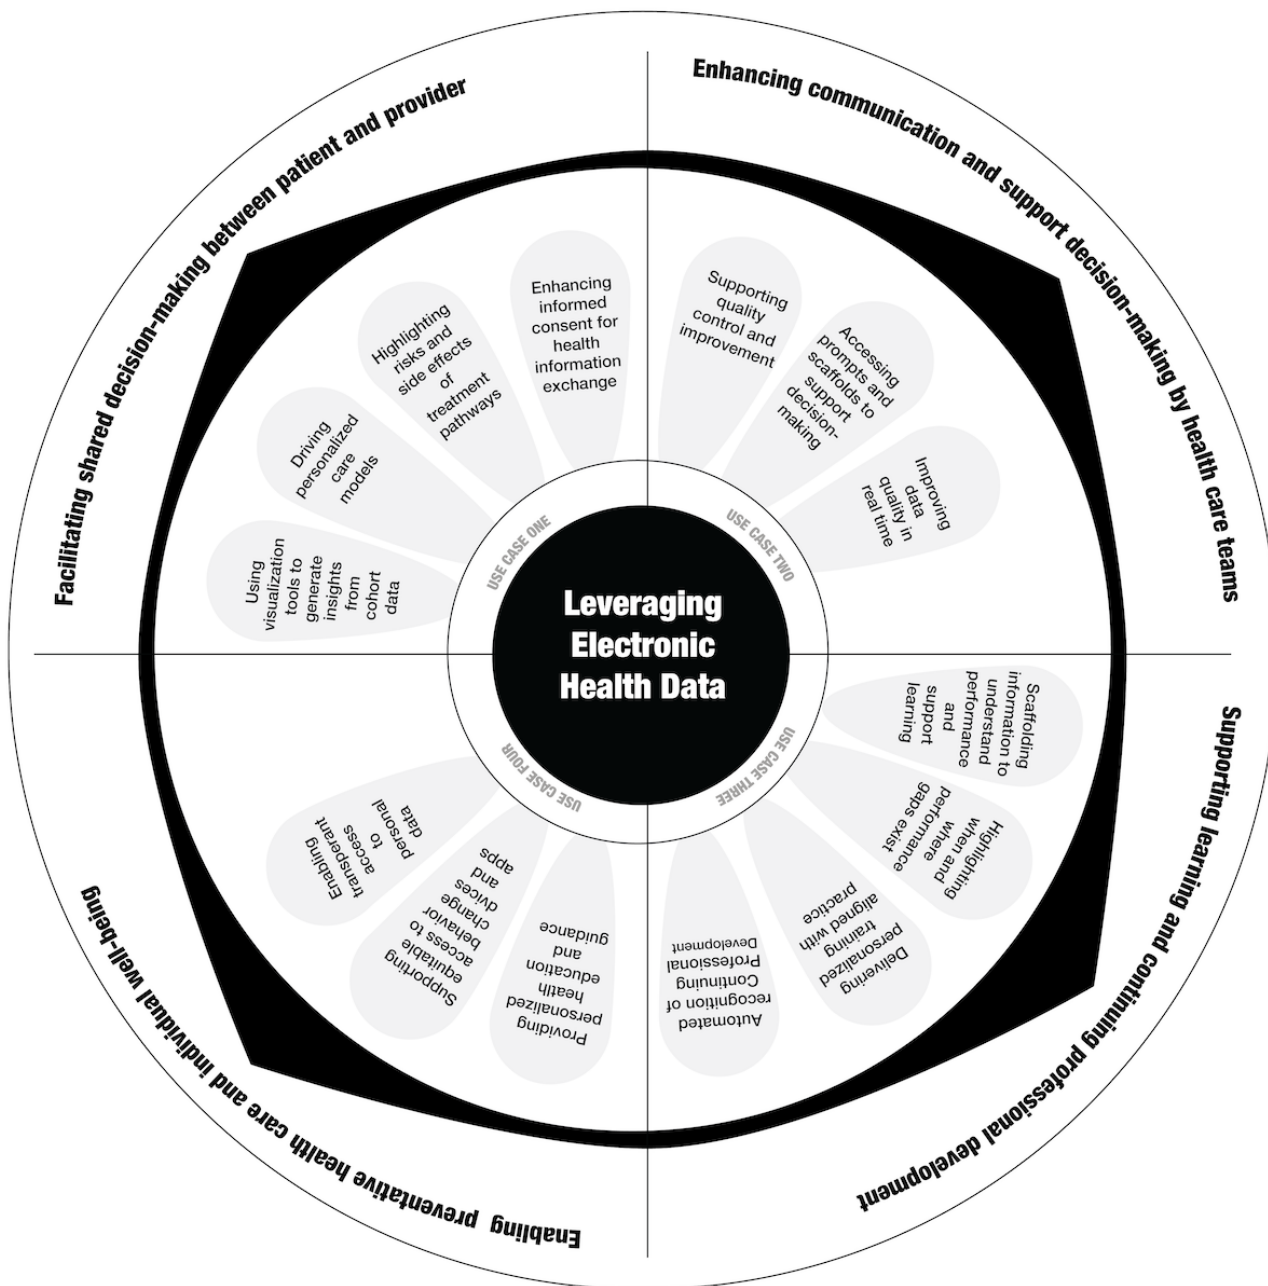 Leveraging
Electronic
Health Data
USE CASE ONE
Facilitating shared decision-making between patient and provider
Using
visualization
tools to
generate
insights
from
cohort
data
Driving
personalized
care
models
Highlighting
risks and
side effects
of
treatment
pathways
Enhancing
informed
consent for
health
information
exchange
USE CASE TWO
Enhancing communication and support decision-making by health care teams
Supporting
quality
control and
improvement
Accessing
prompts and
scaffolds to
support
decision-
making
Improving
data
quality in
real time
USE CASE THREE
Supporting learning and continuing professional development
Scaffolding
information to
understand
performance
and
support
learning
Highlighting
when and
where
performance
gaps exist
Delivering
personalized
training
aligned with
practice
Automated
recognition of
Continuing
Professional
Development
USE CASE FOUR
Enabling preventative health care and individual well-being
Providing
personalized
health
education
and
guidance
Supporting
equitable
access to
behavior
change
dvices
and
apps
Enabling
transperant
access
to
personal
data